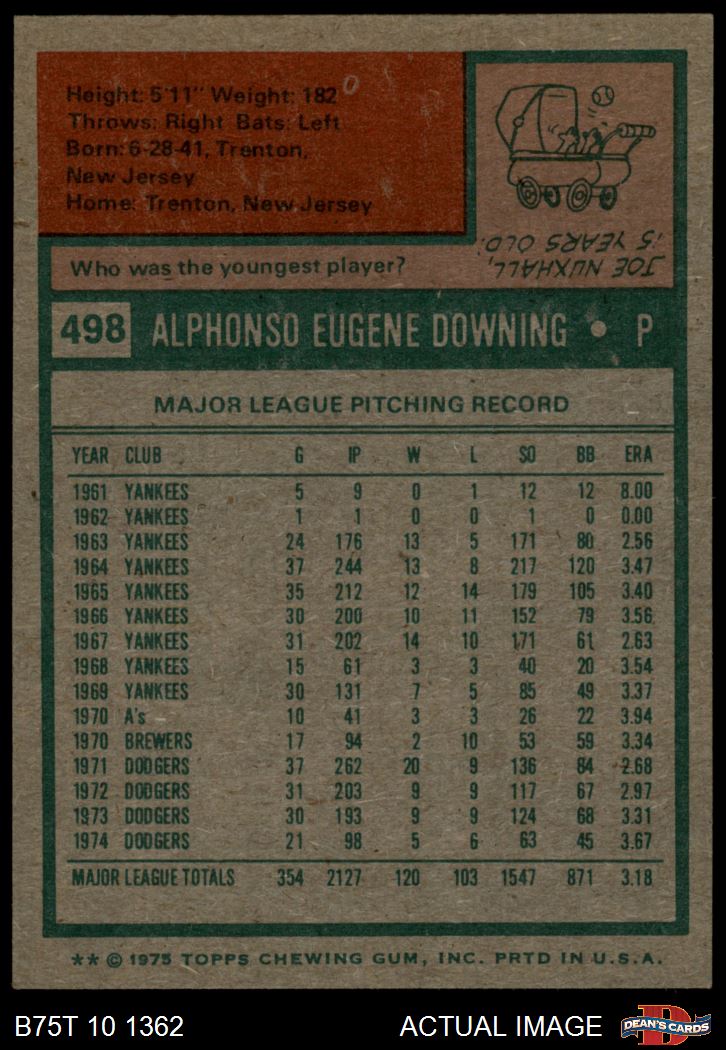 Height: 5'11" Weight: 182
Throws: Right Bats: Left
Born: 6-28-41, Trenton,
New Jersey
Home: Trenton, New Jersey
Who was the youngest player?
JOE NUXHALL,
15 YEARS OLD.
498 ALPHONSO EUGENE DOWNING • P
MAJOR LEAGUE PITCHING RECORD
YEAR CLUB G IP W L SO BB ERA
1961 YANKEES 5 9 0 1 12 12 8.00
1962 YANKEES 1 1 0 0 1 0 0.00
1963 YANKEES 24 176 13 5 171 80 2.56
1964 YANKEES 37 244 13 8 217 120 3.47
1965 YANKEES 35 212 12 14 179 105 3.40
1966 YANKEES 30 200 10 11 152 79 3.56
1967 YANKEES 31 202 14 10 171 61 2.63
1968 YANKEES 15 61 3 3 40 20 3.54
1969 YANKEES 30 131 7 5 85 49 3.37
1970 A's 10 41 3 3 26 22 3.94
1970 BREWERS 17 94 2 10 53 59 3.34
1971 DODGERS 37 262 20 9 136 84 2.68
1972 DODGERS 31 203 9 9 117 67 2.97
1973 DODGERS 30 193 9 9 124 68 3.31
1974 DODGERS 21 98 5 6 63 45 3.67
MAJOR LEAGUE TOTALS 354 2127 120 103 1547 871 3.18
** © 1975 TOPPS CHEWING GUM, INC. PRTD IN U.S.A.
B75T 10 1362 ACTUAL IMAGE
DEAN'S CARDS